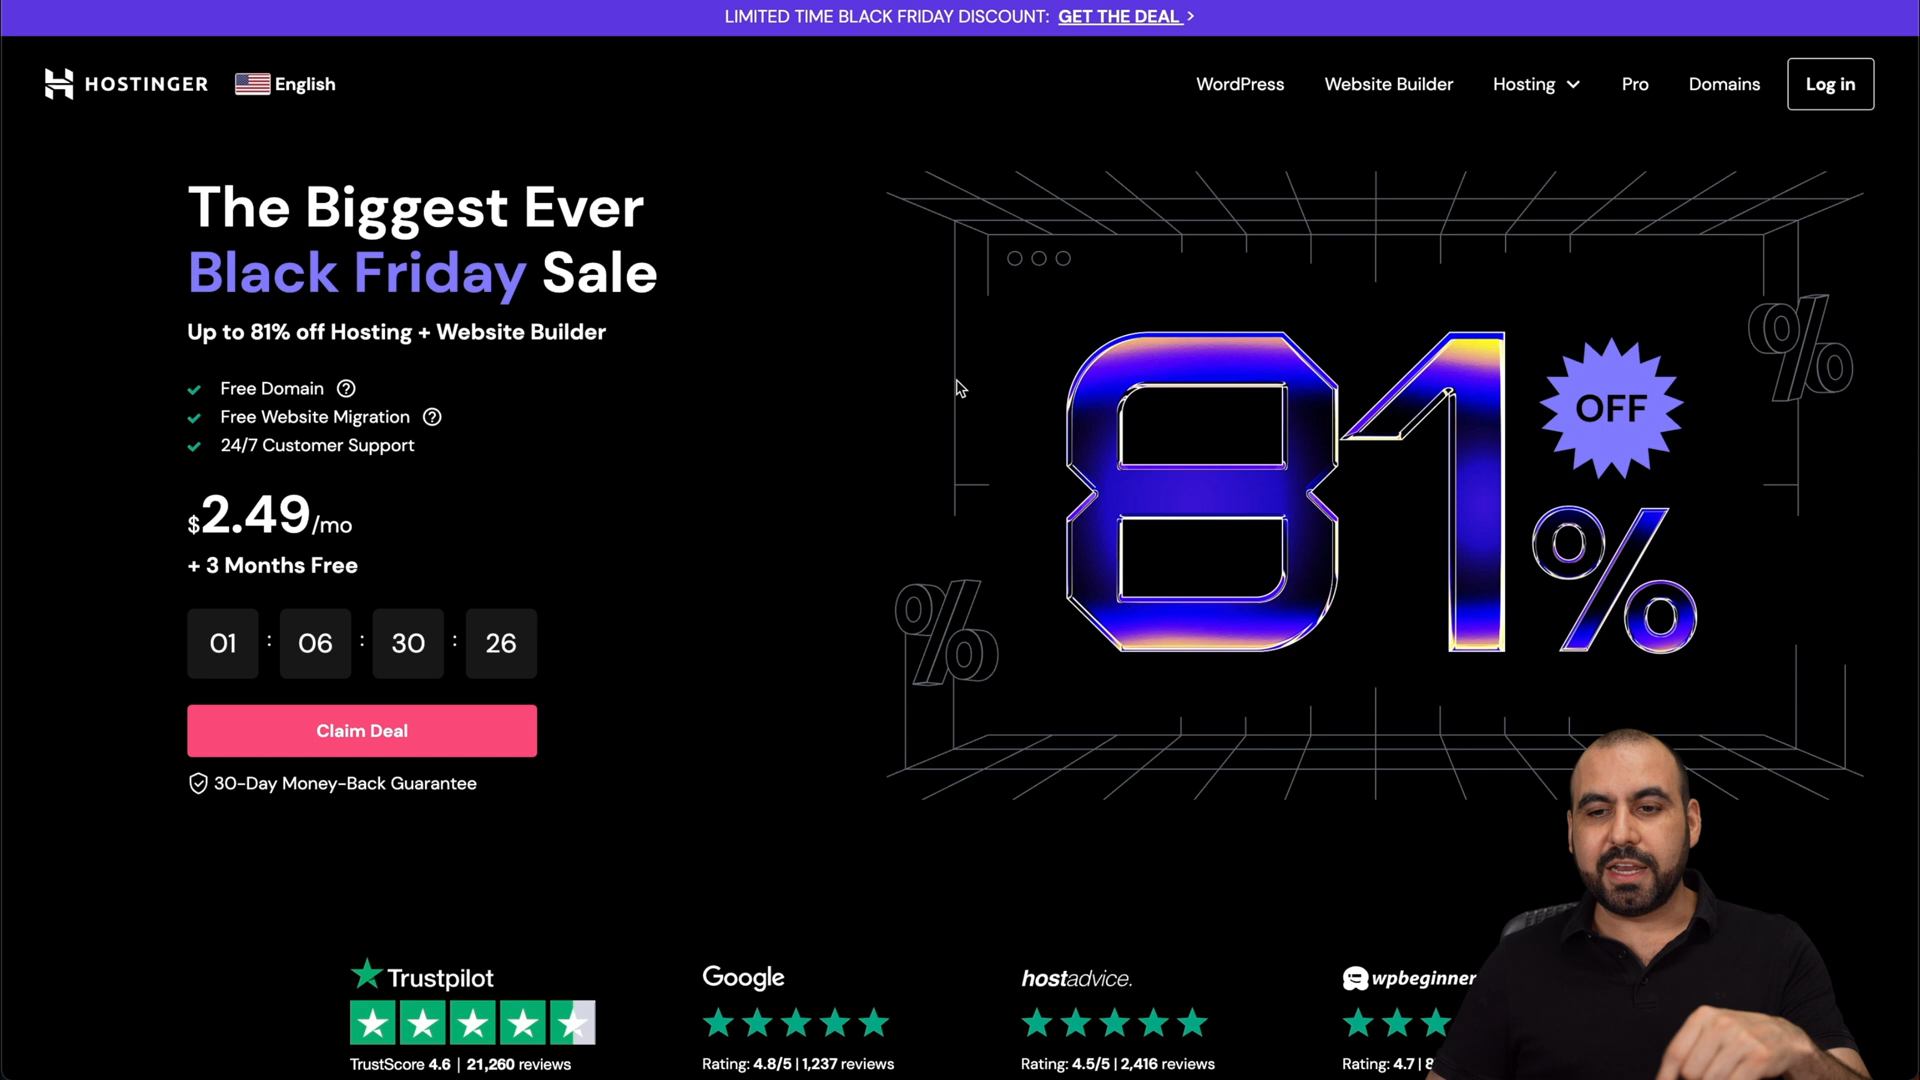 LIMITED TIME BLACK FRIDAY DISCOUNT: GET THE DEAL >
HOSTINGER English
WordPress Website Builder Hosting Pro Domains Log in
The Biggest Ever
Black Friday Sale
Up to 81% off Hosting + Website Builder
Free Domain ?
Free Website Migration ?
24/7 Customer Support
$2.49/mo
+ 3 Months Free
01 : 06 : 30 : 26
Claim Deal
30-Day Money-Back Guarantee
81%
OFF
%
%
Trustpilot
TrustScore 4.6 | 21,260 reviews
Google
Rating: 4.8/5 | 1,237 reviews
hostadvice.
Rating: 4.5/5 | 2,416 reviews
wpbeginner
Rating: 4.7 | 8